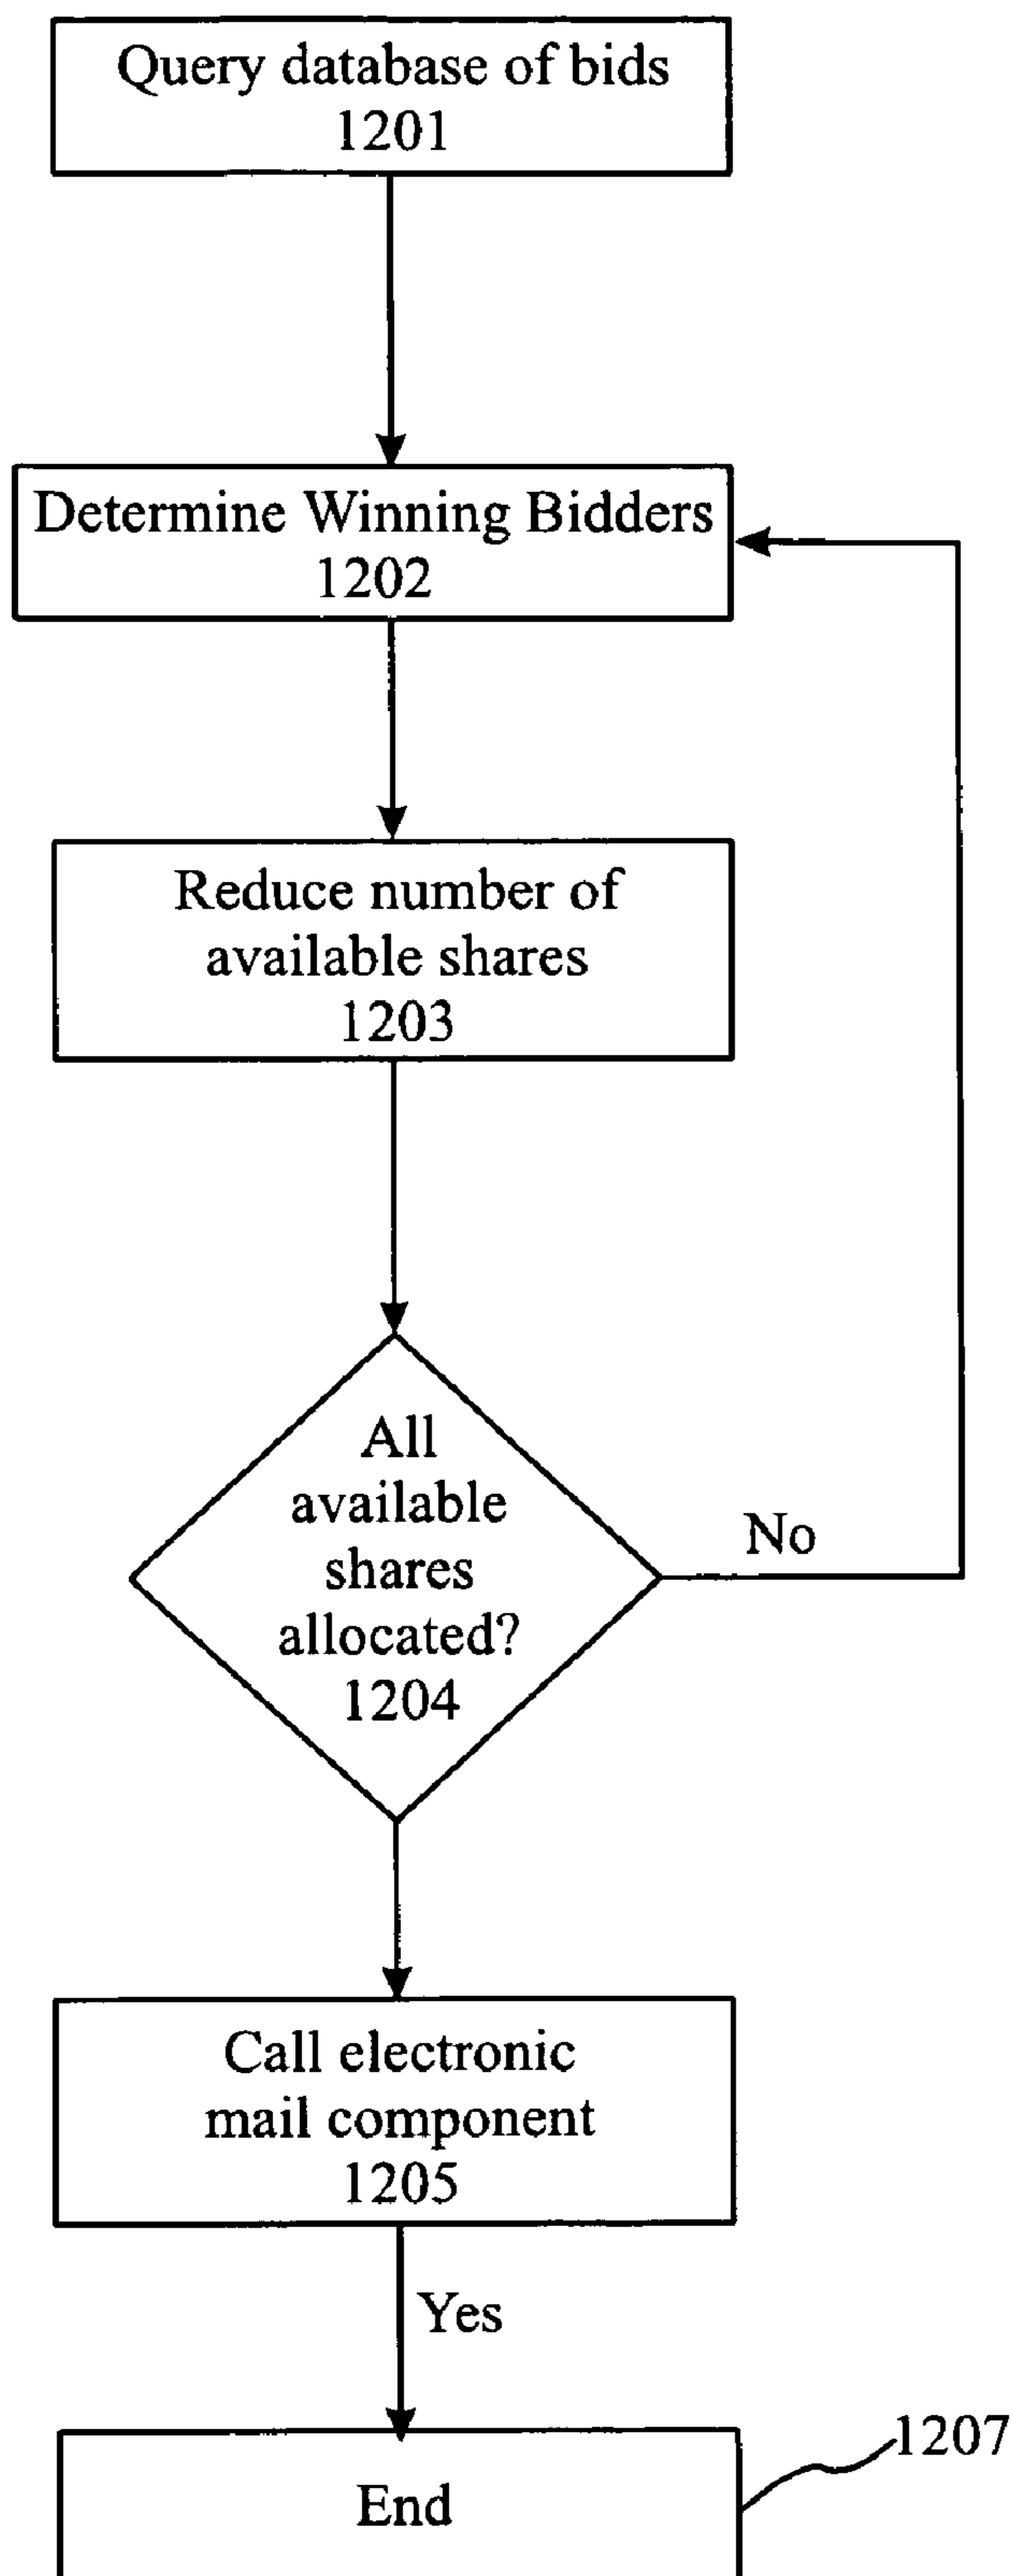 Query database of bids
1201
Determine Winning Bidders
1202
Reduce number of
available shares
1203
All
available
shares
allocated?
1204
No
Call electronic
mail component
1205
Yes
1207
End